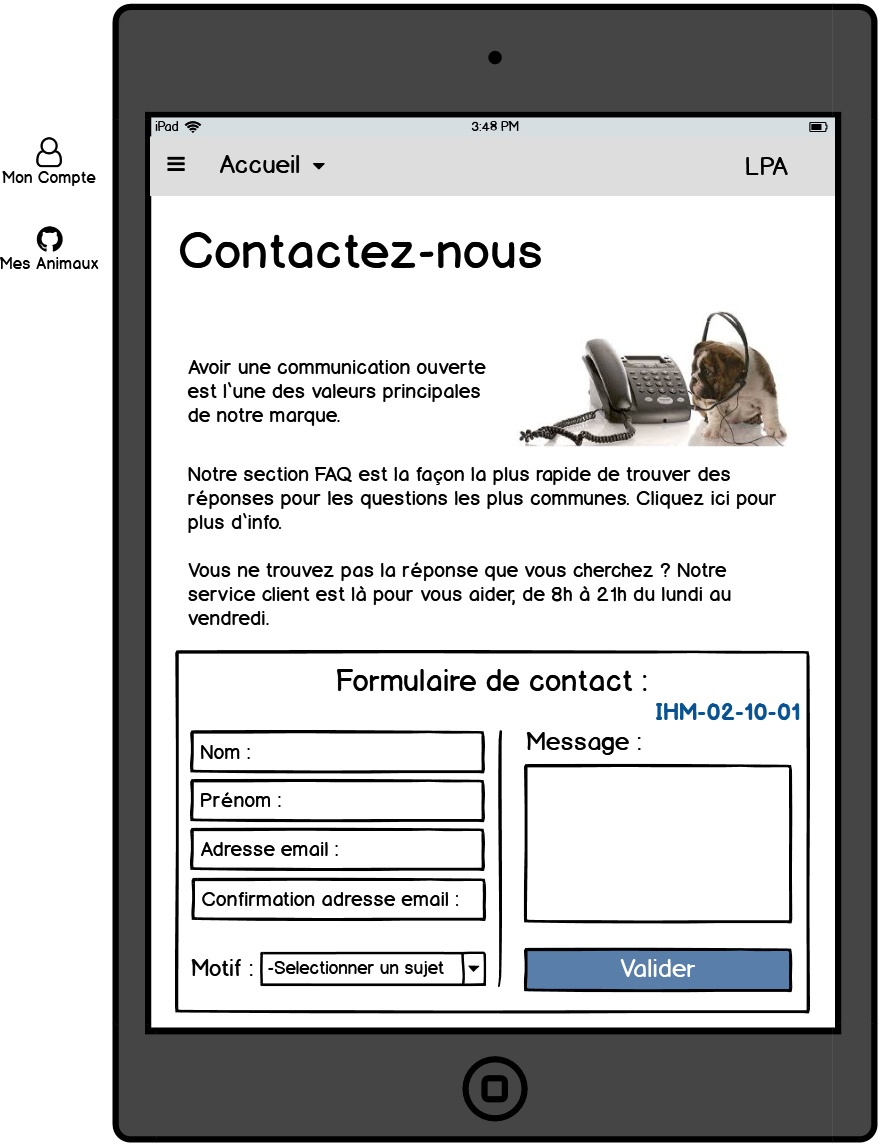 iPad
3:48 PM
Mon Compte
Mes Animaux
Accueil
LPA
Contactez-nous
Avoir une communication ouverte
est l`une des valeurs principales
de notre marque.
Notre section FAQ est la façon la plus rapide de trouver des
réponses pour les questions les plus communes. Cliquez ici pour
plus d`info.
Vous ne trouvez pas la réponse que vous cherchez ? Notre
service client est là pour vous aider, de 8h à 21h du lundi au
vendredi.
Formulaire de contact :
IHM-02-10-01
Nom :
Prénom :
Adresse email :
Confirmation adresse email :
Motif :
-Selectionner un sujet
Message :
Valider